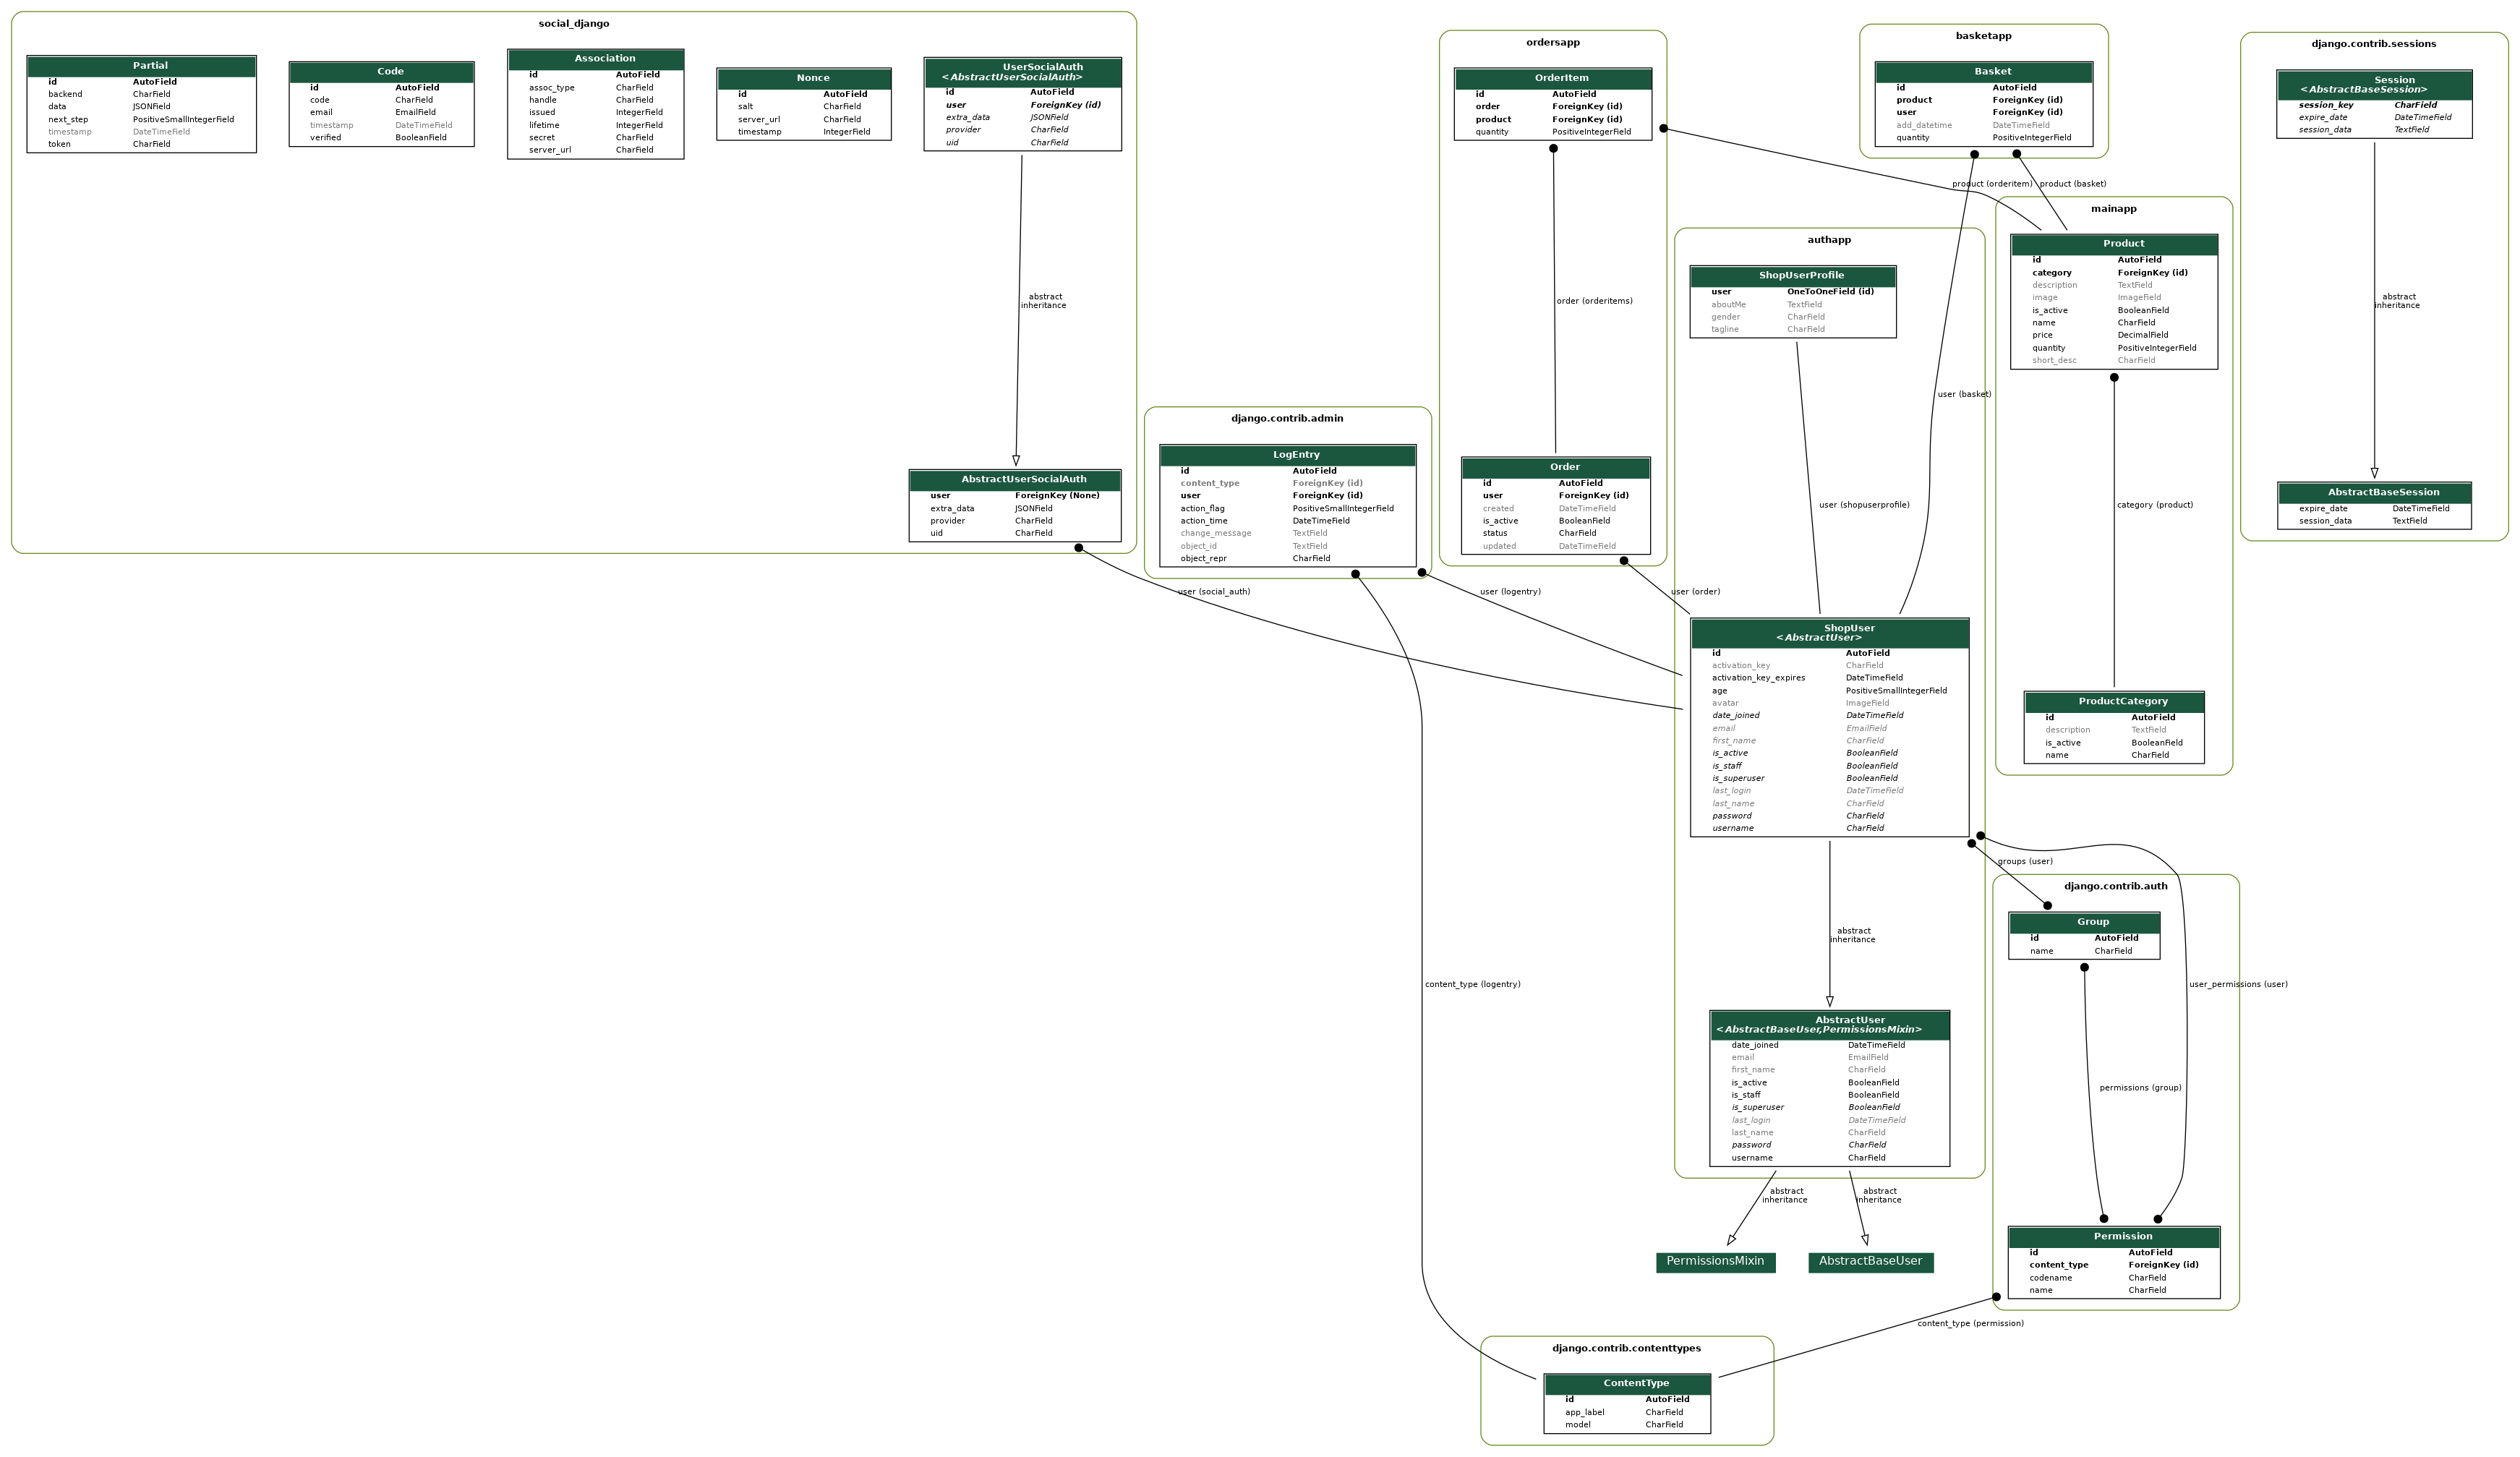 social_django
Partial
id AutoField
backend CharField
data JSONField
next_step PositiveSmallIntegerField
timestamp DateTimeField
token CharField
Code
id AutoField
code CharField
email EmailField
timestamp DateTimeField
verified BooleanField
Association
id AutoField
assoc_type CharField
handle CharField
issued IntegerField
lifetime IntegerField
secret CharField
server_url CharField
Nonce
id AutoField
salt CharField
server_url CharField
timestamp IntegerField
UserSocialAuth
<AbstractUserSocialAuth>
id AutoField
user ForeignKey (id)
extra_data JSONField
provider CharField
uid CharField
abstract
inheritance
AbstractUserSocialAuth
user ForeignKey (None)
extra_data JSONField
provider CharField
uid CharField
user (social_auth)
django.contrib.admin
LogEntry
id AutoField
content_type ForeignKey (id)
user ForeignKey (id)
action_flag PositiveSmallIntegerField
action_time DateTimeField
change_message TextField
object_id TextField
object_repr CharField
user (logentry)
content_type (logentry)
ordersapp
OrderItem
id AutoField
order ForeignKey (id)
product ForeignKey (id)
quantity PositiveIntegerField
order (orderitems)
Order
id AutoField
user ForeignKey (id)
created DateTimeField
is_active BooleanField
status CharField
updated DateTimeField
user (order)
basketapp
Basket
id AutoField
product ForeignKey (id)
user ForeignKey (id)
add_datetime DateTimeField
quantity PositiveIntegerField
product (orderitem)
product (basket)
user (basket)
authapp
ShopUserProfile
user OneToOneField (id)
aboutMe TextField
gender CharField
tagline CharField
user (shopuserprofile)
ShopUser
<AbstractUser>
id AutoField
activation_key CharField
activation_key_expires DateTimeField
age PositiveSmallIntegerField
avatar ImageField
date_joined DateTimeField
email EmailField
first_name CharField
is_active BooleanField
is_staff BooleanField
is_superuser BooleanField
last_login DateTimeField
last_name CharField
password CharField
username CharField
abstract
inheritance
AbstractUser
<AbstractBaseUser,PermissionsMixin>
date_joined DateTimeField
email EmailField
first_name CharField
is_active BooleanField
is_staff BooleanField
is_superuser BooleanField
last_login DateTimeField
last_name CharField
password CharField
username CharField
abstract
inheritance
abstract
inheritance
PermissionsMixin
AbstractBaseUser
mainapp
Product
id AutoField
category ForeignKey (id)
description TextField
image ImageField
is_active BooleanField
name CharField
price DecimalField
quantity PositiveIntegerField
short_desc CharField
category (product)
ProductCategory
id AutoField
description TextField
is_active BooleanField
name CharField
django.contrib.sessions
Session
<AbstractBaseSession>
session_key CharField
expire_date DateTimeField
session_data TextField
abstract
inheritance
AbstractBaseSession
expire_date DateTimeField
session_data TextField
groups (user)
django.contrib.auth
Group
id AutoField
name CharField
user_permissions (user)
permissions (group)
Permission
id AutoField
content_type ForeignKey (id)
codename CharField
name CharField
content_type (permission)
django.contrib.contenttypes
ContentType
id AutoField
app_label CharField
model CharField